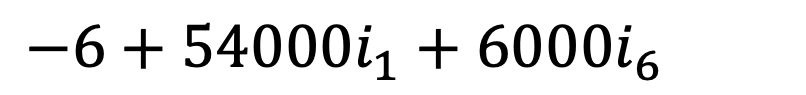 −6 + 54000i₁ + 6000i₆